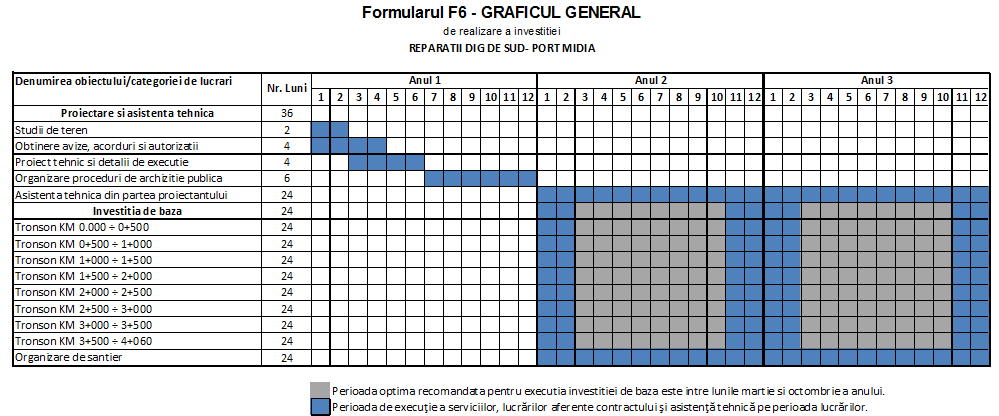 Formularul F6 - GRAFICUL GENERAL
de realizare a investitiei
REPARATII DIG DE SUD- PORT MIDIA
Denumirea obectului/categoriei de lucrari Nr. Luni Anul 1 Anul 2 Anul 3
1 2 3 4 5 6 7 8 9 10 11 12 1 2 3 4 5 6 7 8 9 10 11 12 1 2 3 4 5 6 7 8 9 10 11 12
Proiectare si asistenta tehnica 36
Studii de teren 2
Obtinere avize, acorduri si autorizatii 4
Proiect tehnic si detalii de executie 4
Organizare proceduri de archizitie publica 6
Asistenta tehnica din partea proiectantului 24
Investitia de baza 24
Tronson KM 0.000 ÷ 0+500 24
Tronson KM 0+500 ÷ 1+000 24
Tronson KM 1+000 ÷ 1+500 24
Tronson KM 1+500 ÷ 2+000 24
Tronson KM 2+000 ÷ 2+500 24
Tronson KM 2+500 ÷ 3+000 24
Tronson KM 3+000 ÷ 3+500 24
Tronson KM 3+500 ÷ 4+060 24
Organizare de santier 24
Perioada optima recomandata pentru executia investitiei de baza este intre lunile martie si octombrie a anului.
Perioada de execuţie a serviciilor, lucrărilor aferente contractului şi asistenţă tehnică pe perioada lucrărilor.